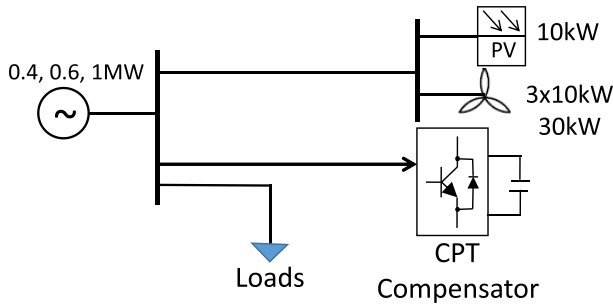 0.4, 0.6, 1MW
~
PV
10kW
3x10kW
30kW
Loads
CPT
Compensator